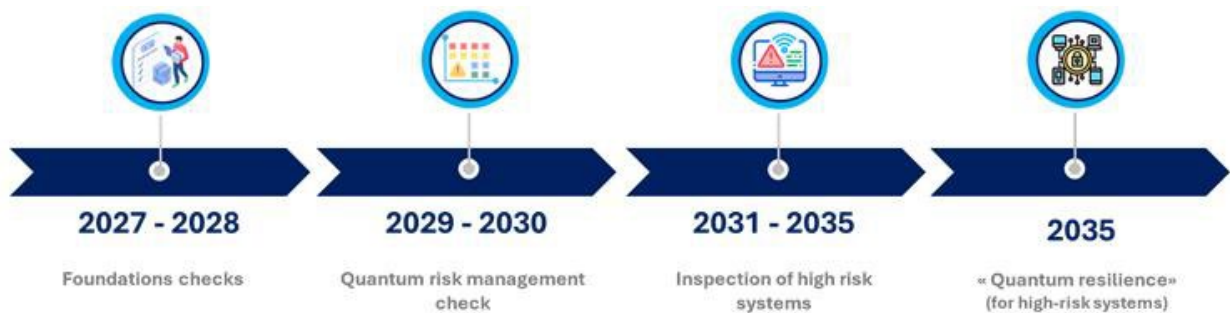 2027 - 2028
Foundations checks
2029 - 2030
Quantum risk management
check
2031 - 2035
Inspection of high risk
systems
2035
« Quantum resilience»
(for high-risk systems)